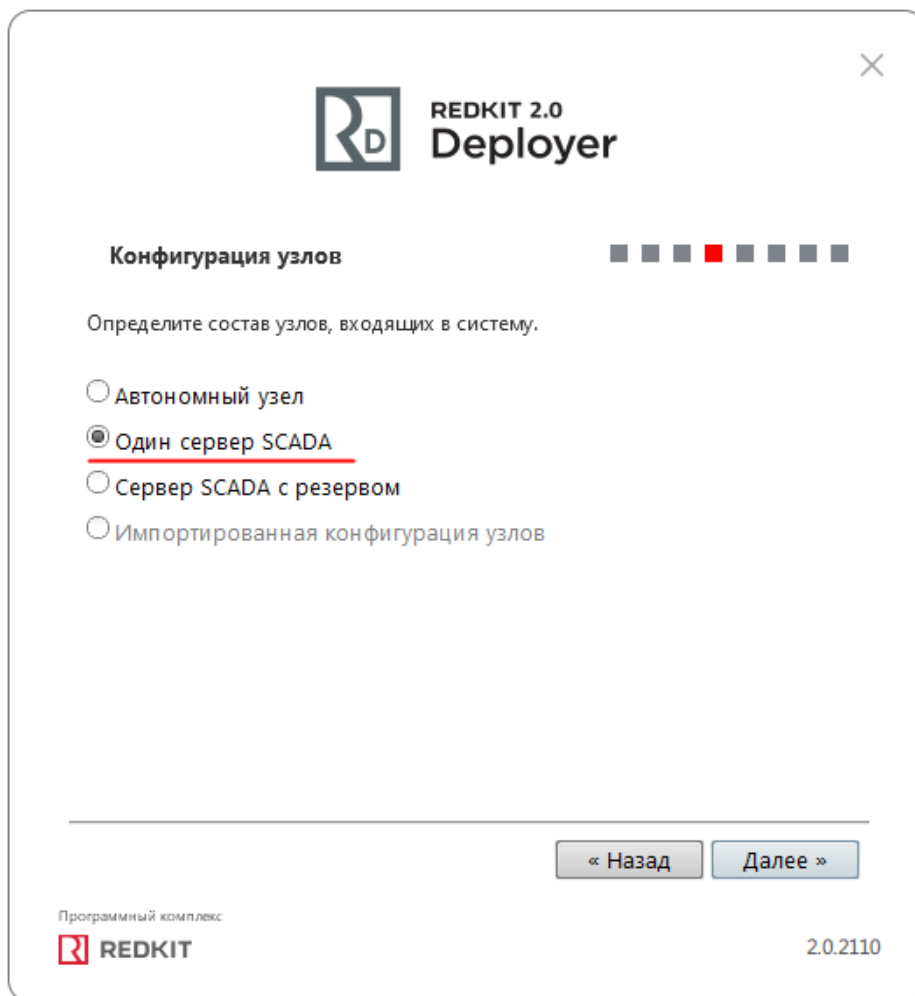 RD
REDKIT 2.0
Deployer
Конфигурация узлов
Определите состав узлов, входящих в систему.
Автономный узел
Один сервер SCADA
Сервер SCADA с резервом
Импортированная конфигурация узлов
« Назад
Далее »
Программный комплекс
REDKIT
2.0.2110